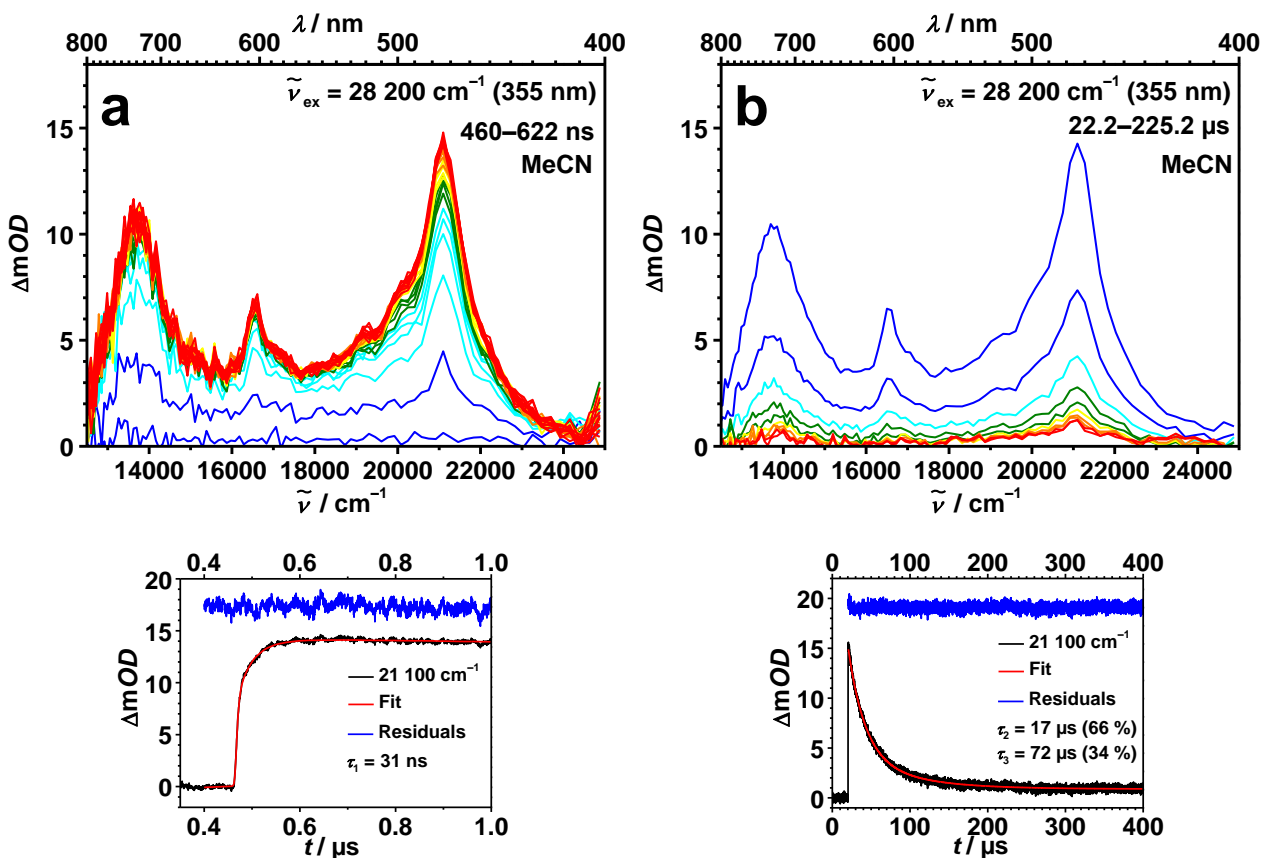 λ / nm
800 700 600 500 400
a
ν̃ex = 28 200 cm⁻¹ (355 nm)
460–622 ns
MeCN
ΔmOD
15
10
5
0
14000 16000 18000 20000 22000 24000
ν̃ / cm⁻¹
λ / nm
800 700 600 500 400
b
ν̃ex = 28 200 cm⁻¹ (355 nm)
22.2–225.2 µs
MeCN
ΔmOD
15
10
5
0
14000 16000 18000 20000 22000 24000
ν̃ / cm⁻¹
0.4 0.6 0.8 1.0
ΔmOD
20
15
10
5
0
21 100 cm⁻¹
Fit
Residuals
τ₁ = 31 ns
0.4 0.6 0.8 1.0
t / µs
0 100 200 300 400
ΔmOD
20
15
10
5
0
21 100 cm⁻¹
Fit
Residuals
τ₂ = 17 µs (66 %)
τ₃ = 72 µs (34 %)
0 100 200 300 400
t / µs